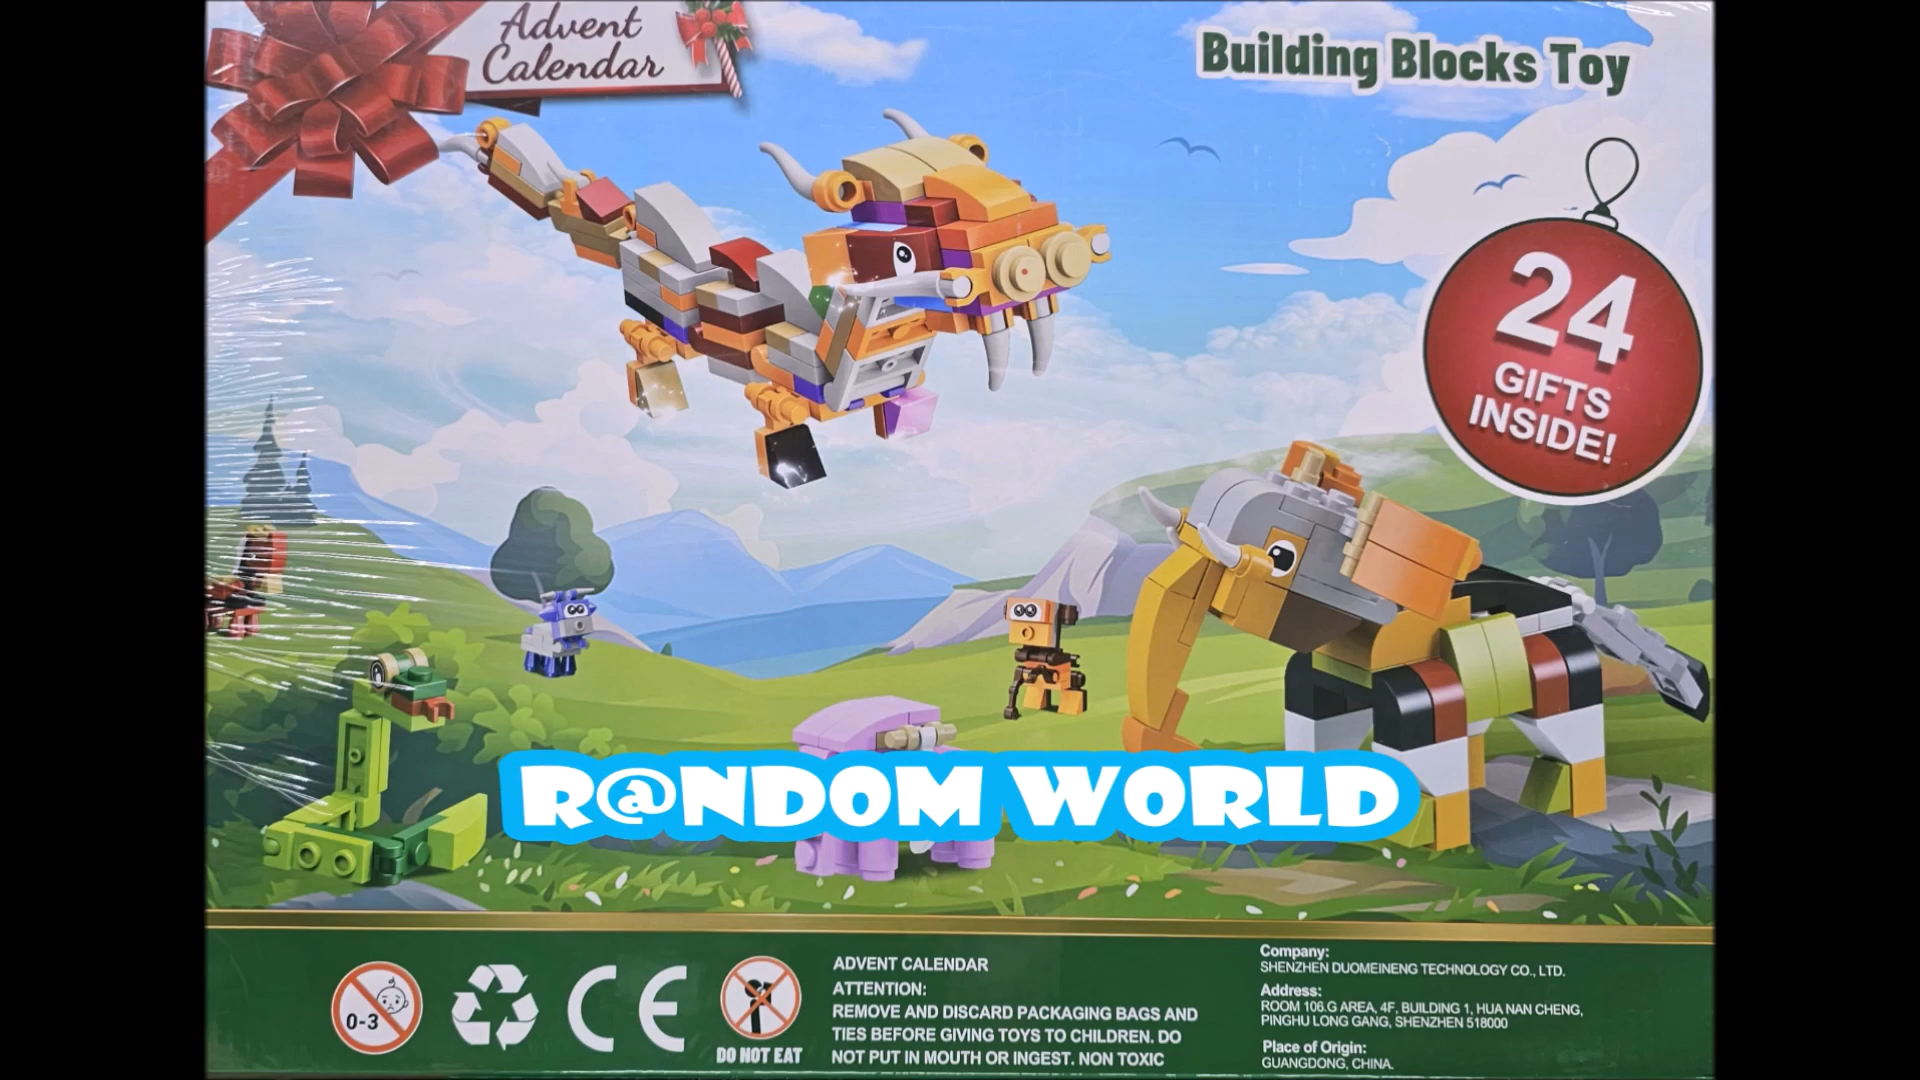 Advent
Calendar
Building Blocks Toy
24
GIFTS
INSIDE!
R@NDOM WORLD
0-3
CE
DO NOT EAT
ADVENT CALENDAR
ATTENTION:
REMOVE AND DISCARD PACKAGING BAGS AND
TIES BEFORE GIVING TOYS TO CHILDREN. DO
NOT PUT IN MOUTH OR INGEST. NON TOXIC
Company:
SHENZHEN DUOMEINENG TECHNOLOGY CO., LTD.
Address:
ROOM 106.G AREA, 4F, BUILDING 1, HUA NAN CHENG,
PINGHU LONG GANG, SHENZHEN 518000
Place of Origin:
GUANGDONG, CHINA.